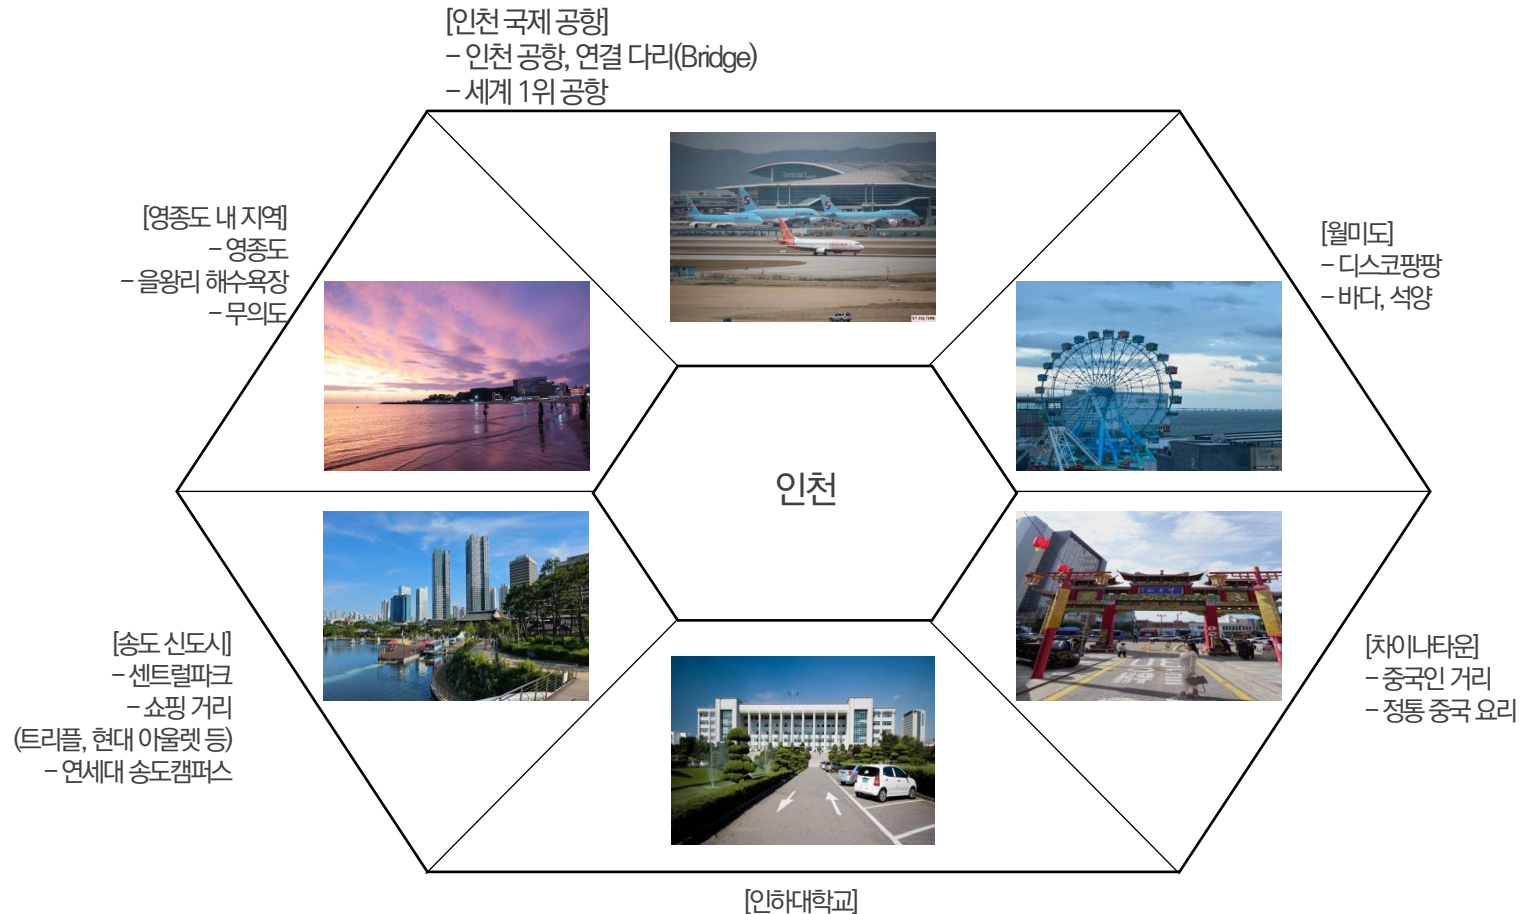 [인천 국제 공항]
- 인천 공항, 연결 다리(Bridge)
- 세계 1위 공항
[영종도 내 지역]
- 영종도
- 을왕리 해수욕장
- 무의도
[월미도]
- 디스코팡팡
- 바다, 석양
인천
[송도 신도시]
- 센트럴파크
- 쇼핑 거리
(트리플, 현대 아울렛 등)
- 연세대 송도캠퍼스
[차이나타운]
- 중국인 거리
- 정통 중국 요리
[인하대학교]